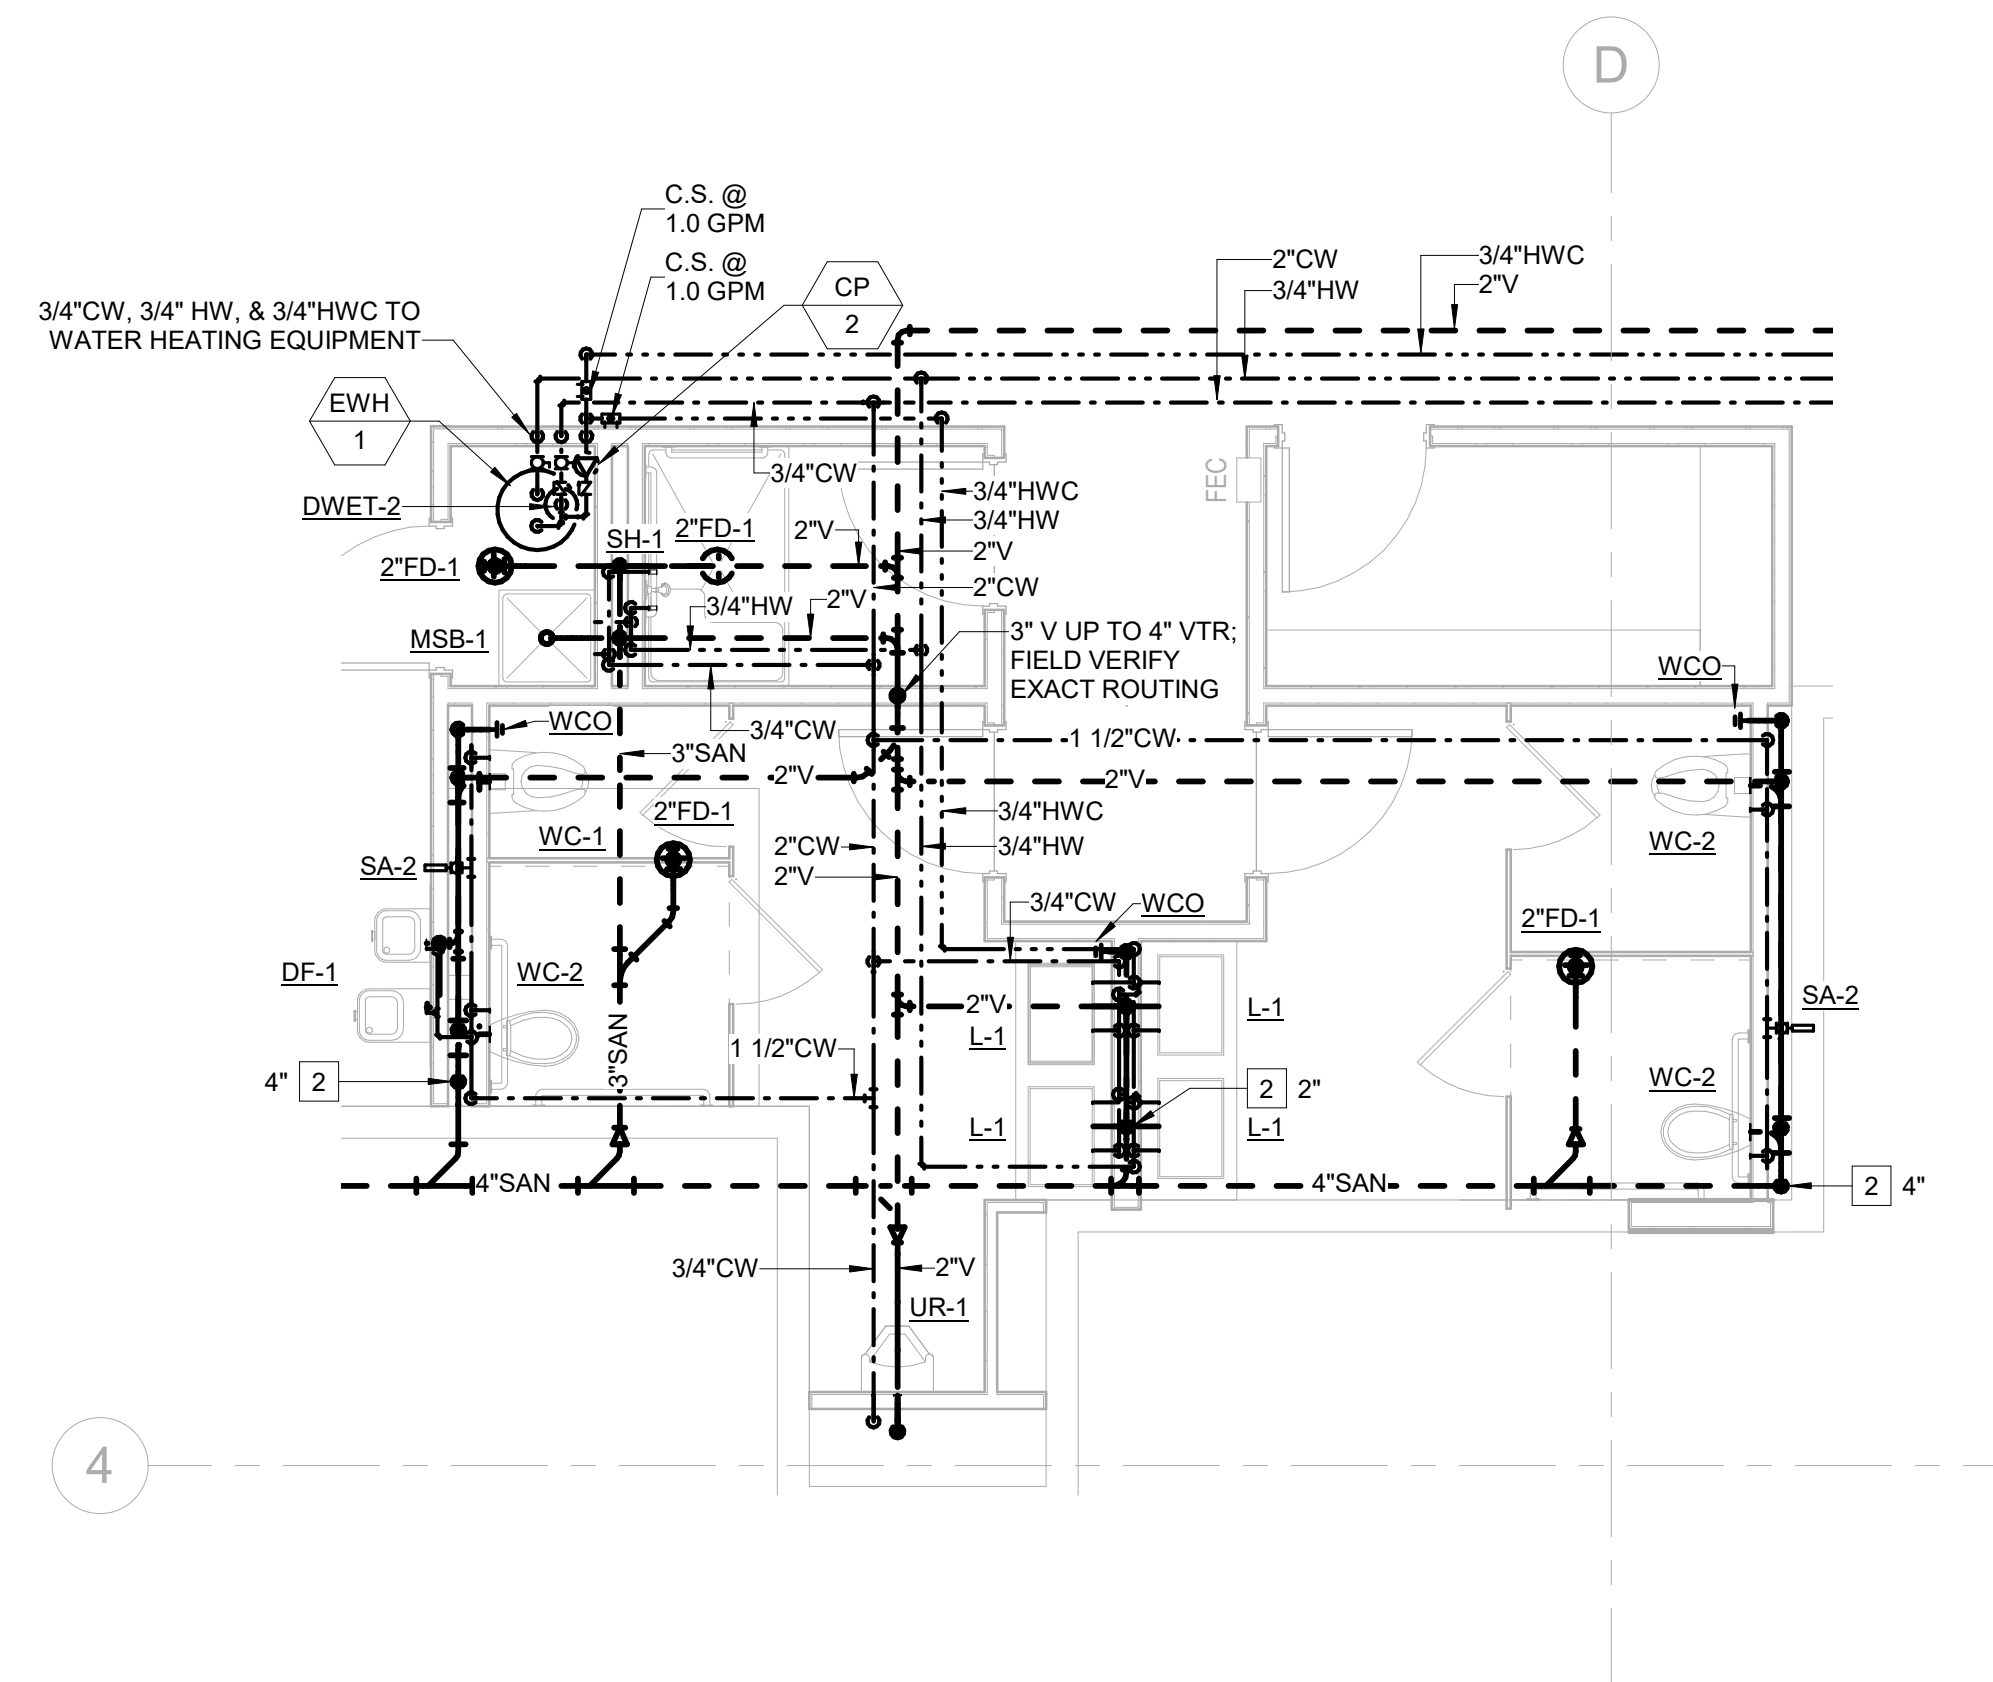 D
C.S. @
1.0 GPM
C.S. @
1.0 GPM
2"CW
3/4"HW
3/4"HWC
2"V
CP
2
3/4"CW, 3/4" HW, & 3/4"HWC TO
WATER HEATING EQUIPMENT
EWH
1
3/4"CW
FEC
3/4"HWC
DWET-2
3/4"HW
2"FD-1
2"V
SH-1
2"V
2"FD-1
2"CW
2"V
3/4"HW
MSB-1
3" V UP TO 4" VTR;
FIELD VERIFY
EXACT ROUTING
WCO
WCO
3/4"CW
1 1/2"CW
3"SAN
2"V
2"V
2"FD-1
3/4"HWC
WC-1
2"CW
3/4"HW
WC-2
SA-2
2"V
3/4"CW
WCO
2"FD-1
DF-1
WC-2
2"V
L-1
SA-2
L-1
3"SAN
1 1/2"CW
4"
2
2
2"
WC-2
L-1
L-1
4"SAN
4"SAN
2
4"
3/4"CW
2"V
UR-1
4